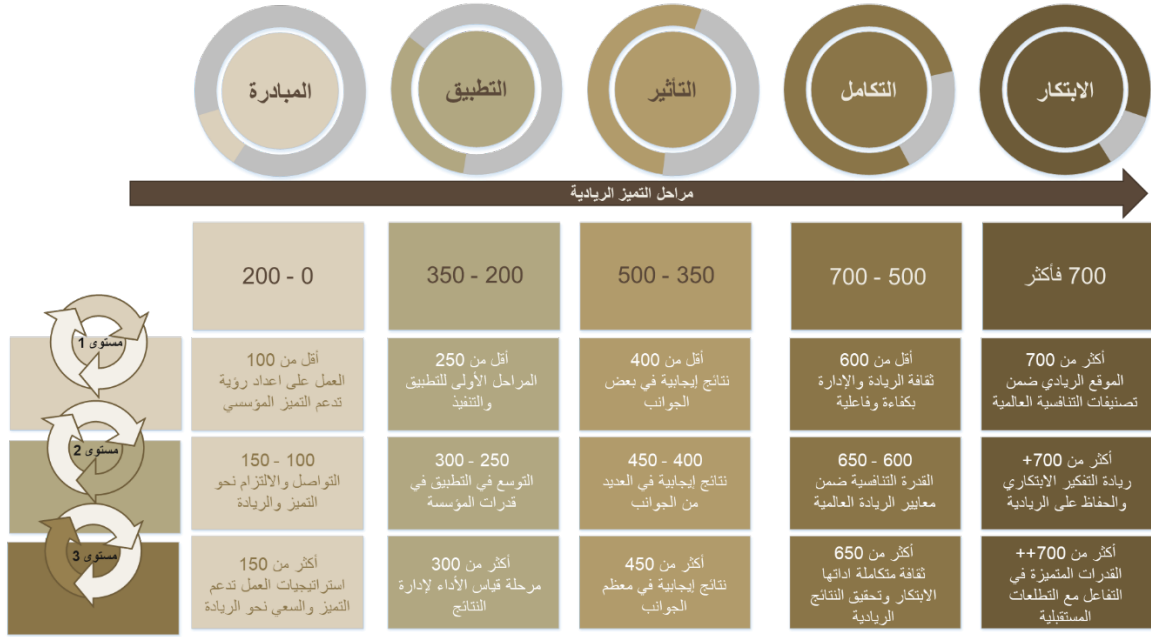 المبادرة
التطبيق
التأثير
التكامل
الابتكار
مراحل التميز الريادية
0 - 200
200 - 350
350 - 500
500 - 700
700 فأكثر
مستوى 1
أقل من 100
العمل على اعداد رؤية
تدعم التميز المؤسسي
أقل من 250
المراحل الأولى للتطبيق
والتنفيذ
أقل من 400
نتائج إيجابية في بعض
الجوانب
أقل من 600
ثقافة الريادة والإدارة
بكفاءة وفاعلية
أكثر من 700
الموقع الريادي ضمن
تصنيفات التنافسية العالمية
مستوى 2
100 - 150
التواصل والالتزام نحو
التميز والريادة
250 - 300
التوسع في التطبيق في
قدرات المؤسسة
400 - 450
نتائج إيجابية في العديد
من الجوانب
600 - 650
القدرة التنافسية ضمن
معايير الريادة العالمية
أكثر من 700+
ريادة التفكير الابتكاري
والحفاظ على الريادية
مستوى 3
أكثر من 150
استراتيجيات العمل تدعم
التميز والسعي نحو الريادة
أكثر من 300
مرحلة قياس الأداء لإدارة
النتائج
أكثر من 450
نتائج إيجابية في معظم
الجوانب
أكثر من 650
ثقافة متكاملة اداتها
الابتكار وتحقيق النتائج
الريادية
أكثر من 700++
القدرات المتميزة في
التفاعل مع التطلعات
المستقبلية